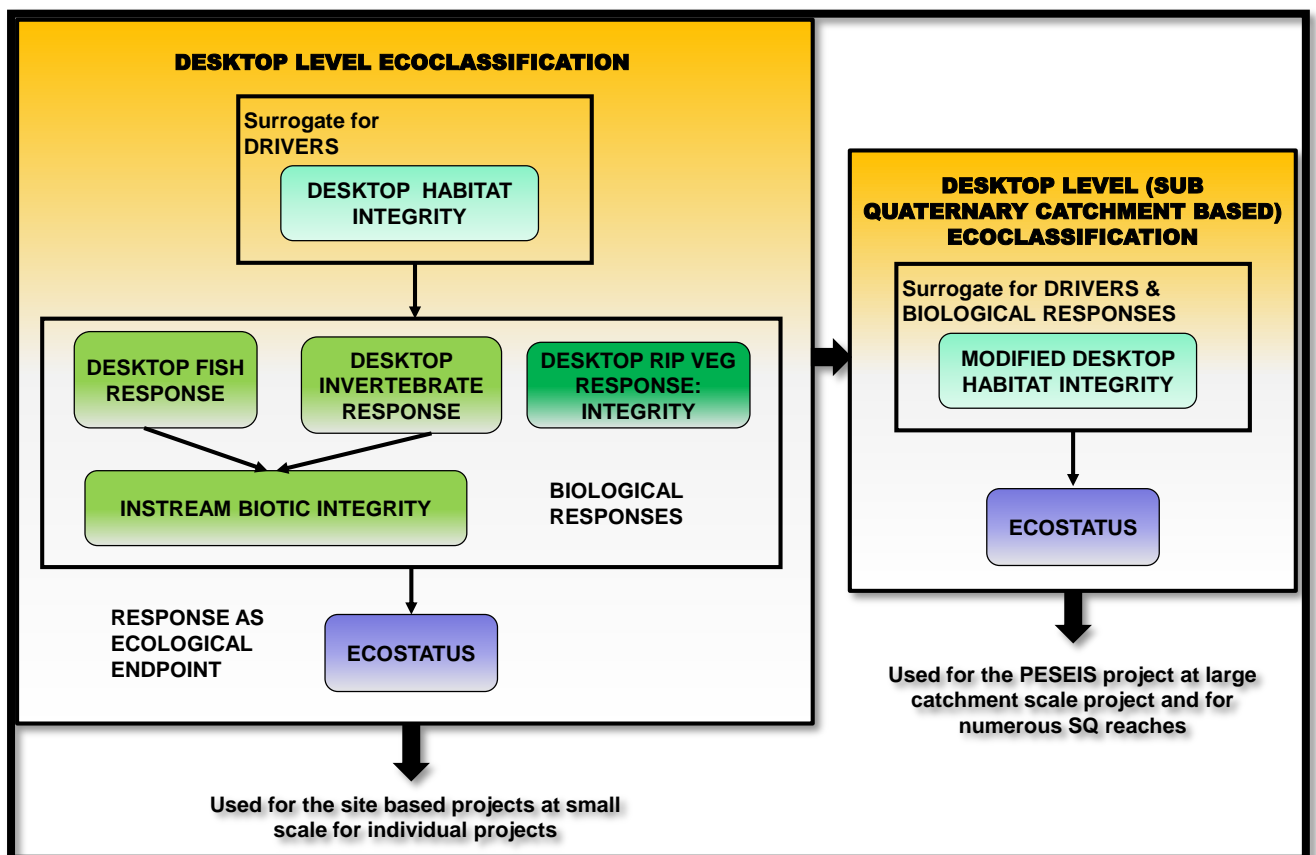 DESKTOP LEVEL ECOCLASSIFICATION
Surrogate for
DRIVERS
DESKTOP HABITAT
INTEGRITY
DESKTOP FISH
RESPONSE
DESKTOP
INVERTEBRATE
RESPONSE
DESKTOP RIP VEG
RESPONSE:
INTEGRITY
INSTREAM BIOTIC INTEGRITY
BIOLOGICAL
RESPONSES
RESPONSE AS
ECOLOGICAL
ENDPOINT
ECOSTATUS
Used for the site based projects at small
scale for individual projects
DESKTOP LEVEL (SUB
QUATERNARY CATCHMENT BASED)
ECOCLASSIFICATION
Surrogate for DRIVERS &
BIOLOGICAL RESPONSES
MODIFIED DESKTOP
HABITAT INTEGRITY
ECOSTATUS
Used for the PESEIS project at large
catchment scale project and for
numerous SQ reaches